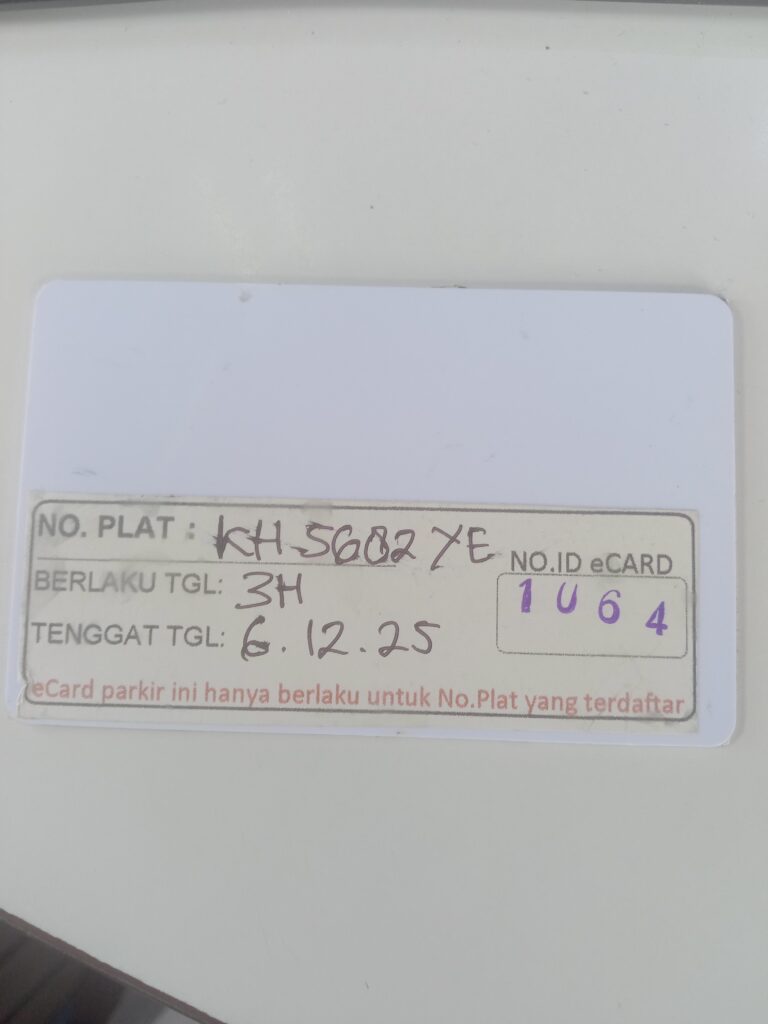 NO. PLAT : KH 5602 YE
BERLAKU TGL: 3H
TENGGAT TGL: 6.12.25
NO.ID eCARD
1064
eCard parkir ini hanya berlaku untuk No.Plat yang terdaftar